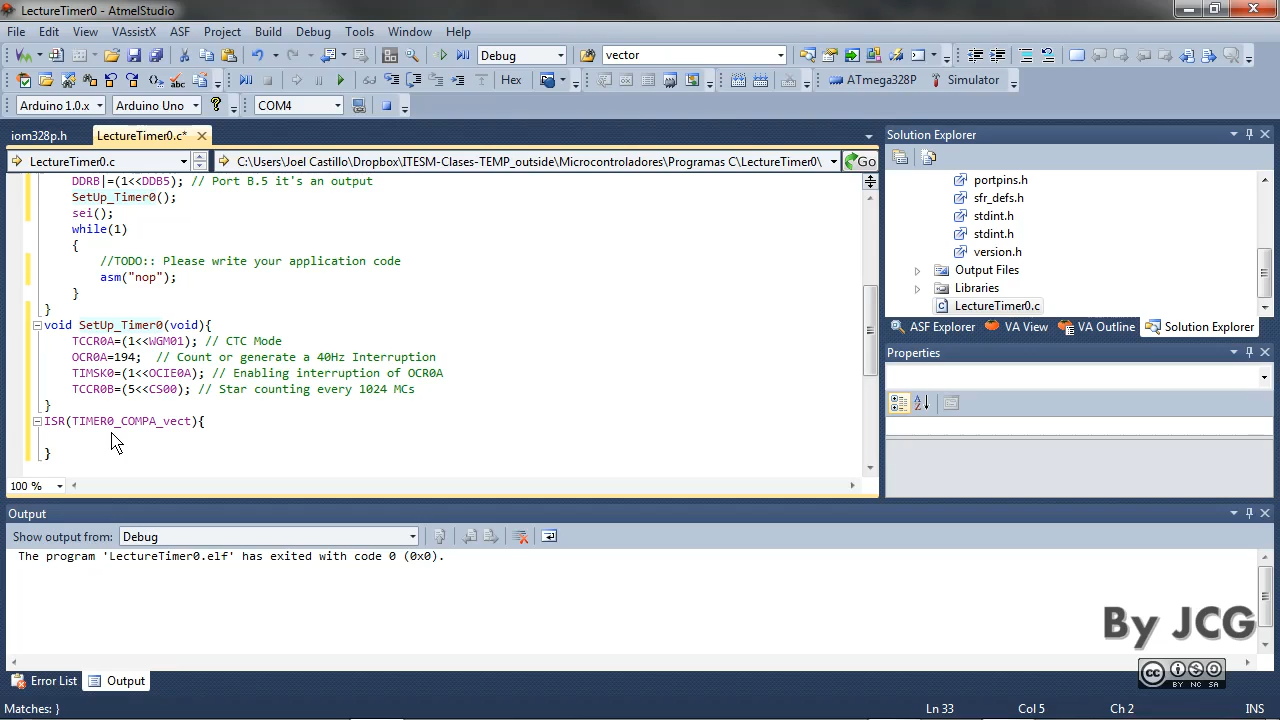 LectureTimer0.c - AtmelStudio
File Edit View VAssistX ASF Project Build Debug Tools Window Help
Debug vector
Hex ATmega328P Simulator
Arduino 1.0.x Arduino Uno ? COM4
iom328p.h LectureTimer0.c*
LectureTimer0.c C:\Users\Joel Castillo\Dropbox\ITESM-Clases-TEMP_outside\Microcontroladores\Programas C\LectureTimer0\ Go
DDRB|=(1<<DDB5); // Port B.5 it's an output
SetUp_Timer0();
sei();
while(1)
{
//TODO:: Please write your application code
asm("nop");
}
}
void SetUp_Timer0(void){
TCCR0A=(1<<WGM01); // CTC Mode
OCR0A=194; // Count or generate a 40Hz Interruption
TIMSK0=(1<<OCIE0A); // Enabling interruption of OCR0A
TCCR0B=(5<<CS00); // Star counting every 1024 MCs
}
ISR(TIMER0_COMPA_vect){
}
100 %
Solution Explorer
portpins.h
sfr_defs.h
stdint.h
stdint.h
version.h
Output Files
Libraries
LectureTimer0.c
ASF Explorer VA View VA Outline Solution Explorer
Properties
Output
Show output from: Debug
The program 'LectureTimer0.elf' has exited with code 0 (0x0).
By JCG
BY NC SA
Error List Output
Matches: } Ln 33 Col 5 Ch 2 INS